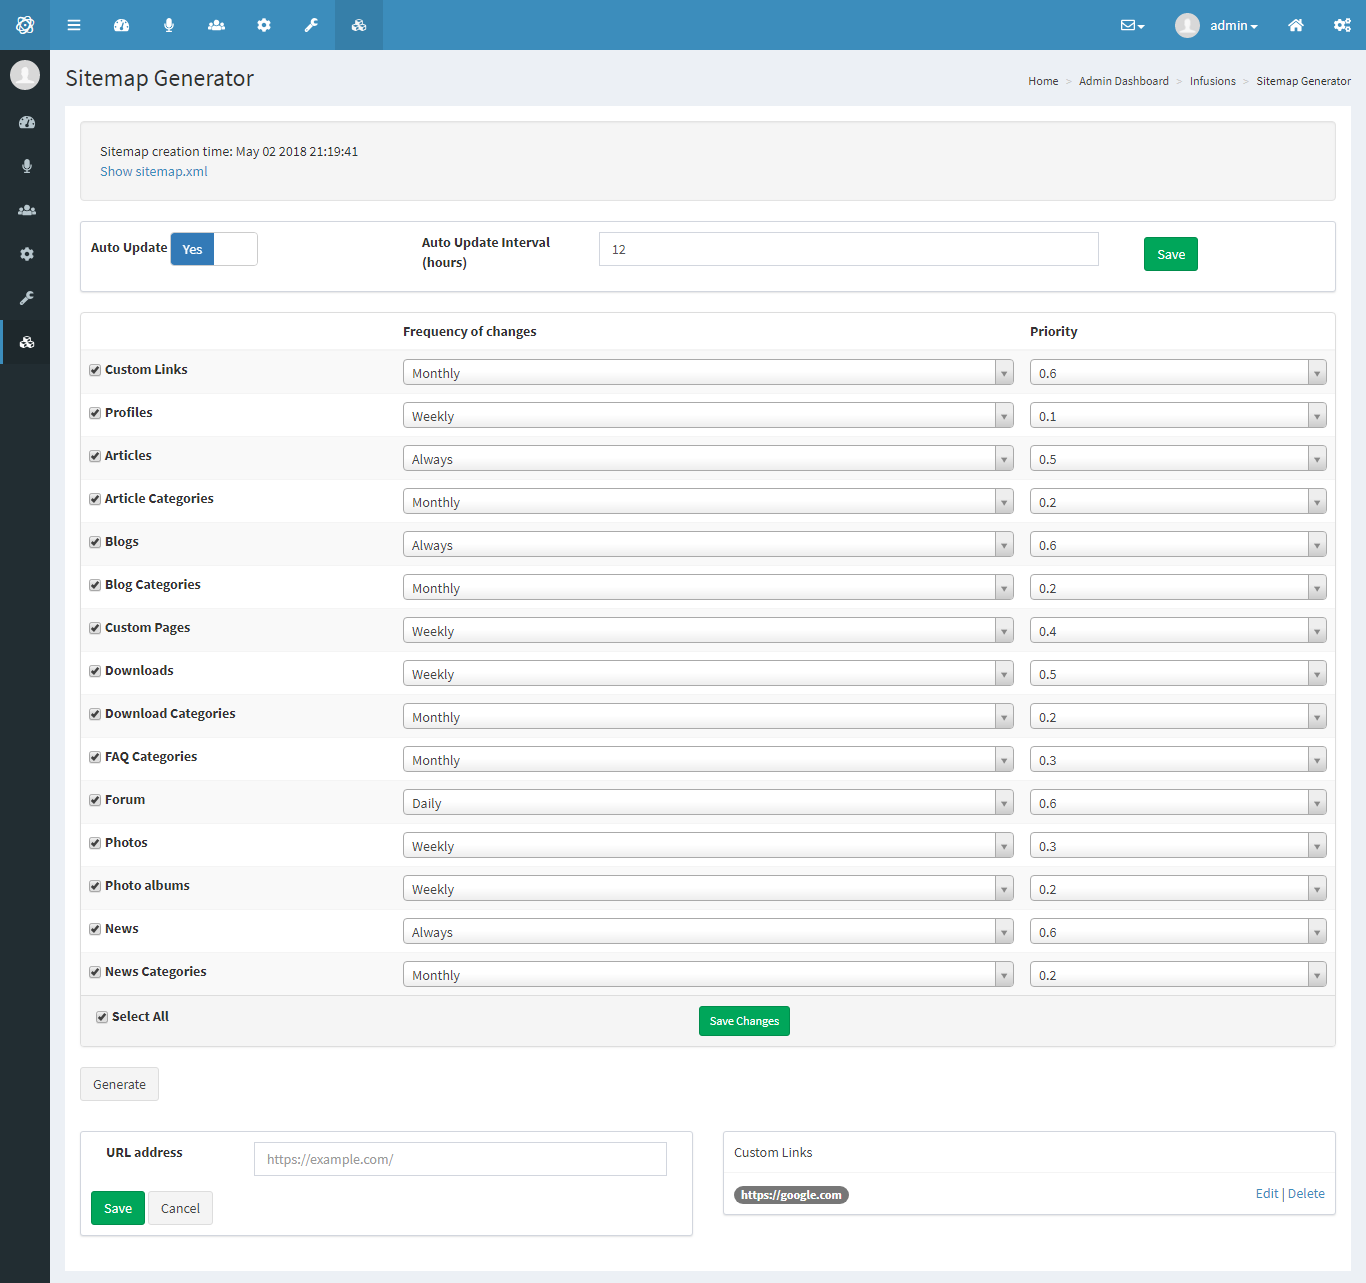 admin
Sitemap Generator
Home > Admin Dashboard > Infusions > Sitemap Generator
Sitemap creation time: May 02 2018 21:19:41
Show sitemap.xml
Auto Update Yes
Auto Update Interval
(hours)
12
Save
Frequency of changes Priority
Custom Links Monthly 0.6
Profiles Weekly 0.1
Articles Always 0.5
Article Categories Monthly 0.2
Blogs Always 0.6
Blog Categories Monthly 0.2
Custom Pages Weekly 0.4
Downloads Weekly 0.5
Download Categories Monthly 0.2
FAQ Categories Monthly 0.3
Forum Daily 0.6
Photos Weekly 0.3
Photo albums Weekly 0.2
News Always 0.6
News Categories Monthly 0.2
Select All Save Changes
Generate
URL address https://example.com/
Save Cancel
Custom Links
https://google.com Edit | Delete